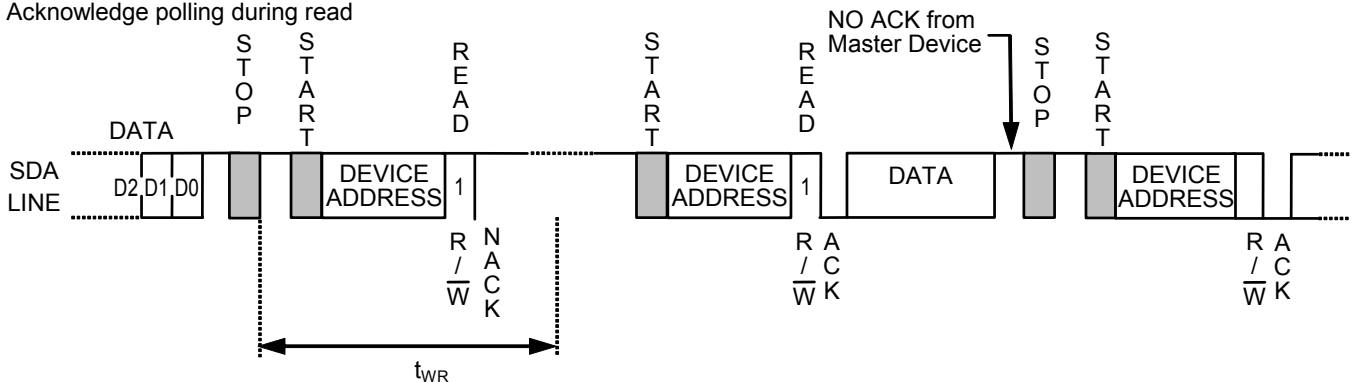 Acknowledge polling during read
NO ACK from
Master Device
STOP
START
READ
START
READ
STOP
START
DATA
SDA
LINE
D2 D1 D0
DEVICE
ADDRESS
1
DEVICE
ADDRESS
1
DATA
DEVICE
ADDRESS
R/W
NACK
R/W
ACK
R/W
ACK
tWR